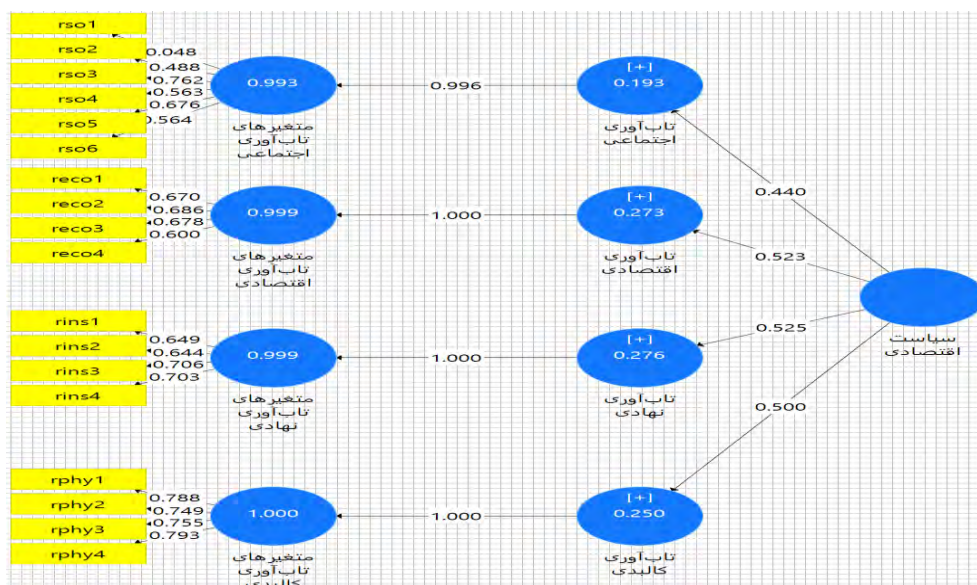 rso1
rso2
rso3
rso4
rso5
rso6
0.048
0.488
0.762
0.563
0.676
0.564
0.993
متغیرهای
تاب‌آوری
اجتماعی
0.996
[+]
0.193
تاب‌آوری
اجتماعی
0.440
reco1
reco2
reco3
reco4
0.670
0.686
0.678
0.600
0.999
متغیرهای
تاب‌آوری
اقتصادی
1.000
[+]
0.273
تاب‌آوری
اقتصادی
0.523
rins1
rins2
rins3
rins4
0.649
0.644
0.706
0.703
0.999
متغیرهای
تاب‌آوری
نهادی
1.000
[+]
0.276
تاب‌آوری
نهادی
0.525
سیاست
اقتصادی
rphy1
rphy2
rphy3
rphy4
0.788
0.749
0.755
0.793
1.000
متغیرهای
تاب‌آوری
کالبدی
1.000
[+]
0.250
تاب‌آوری
کالبدی
0.500